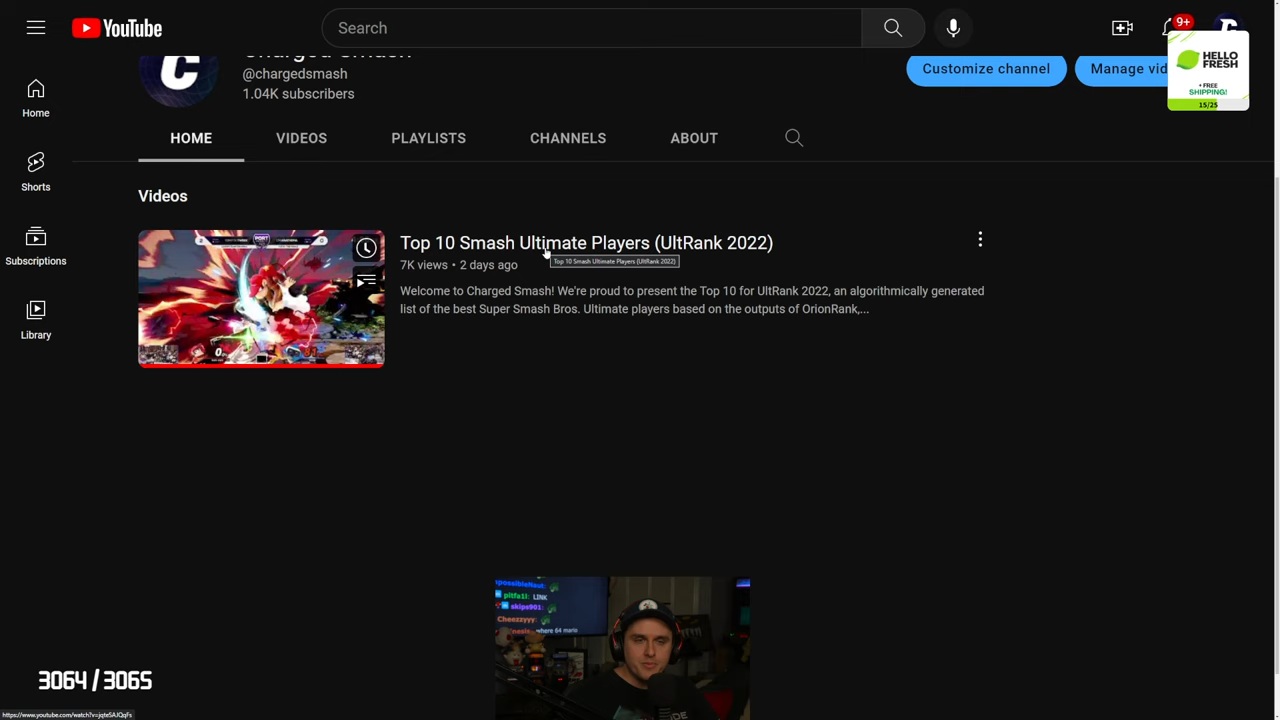 YouTube
Search
9+
HELLO
FRESH
+ FREE
SHIPPING!
15/25
@chargedsmash
1.04K subscribers
Customize channel
Manage vid
Home
Shorts
Subscriptions
Library
HOME
VIDEOS
PLAYLISTS
CHANNELS
ABOUT
Videos
Top 10 Smash Ultimate Players (UltRank 2022)
Top 10 Smash Ultimate Players (UltRank 2022)
7K views • 2 days ago
Welcome to Charged Smash! We're proud to present the Top 10 for UltRank 2022, an algorithmically generated
list of the best Super Smash Bros. Ultimate players based on the outputs of OrionRank,...
pitfa1l: LINK
skips901:
Cheezzyyy:
where 64 mario
3064 / 3065